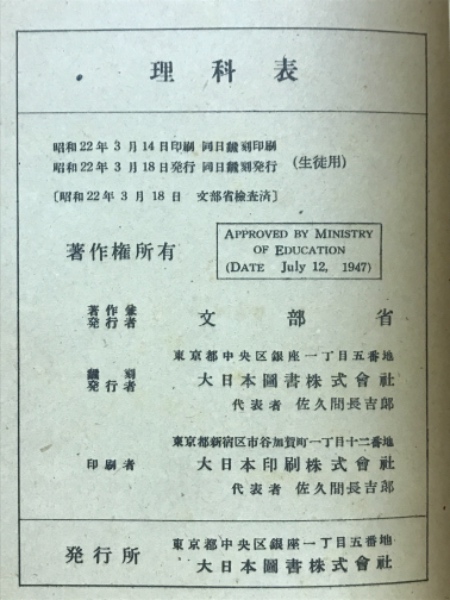 理科表
昭和22年 3月14日印刷 同日飜刻印刷
昭和22年 3月18日発行 同日飜刻発行 (生徒用)
〔昭和22年 3月18日 文部省檢査済〕
著作権所有
APPROVED BY MINISTRY
OF EDUCATION
(DATE July 12, 1947)
著作兼
発行者 文部省
東京都中央区銀座一丁目五番地
飜刻
発行者 大日本圖書株式會社
代表者 佐久間長吉郎
東京都新宿区市谷加賀町一丁目十二番地
印刷者 大日本印刷株式會社
代表者 佐久間長吉郎
東京都中央区銀座一丁目五番地
発行所 大日本圖書株式會社